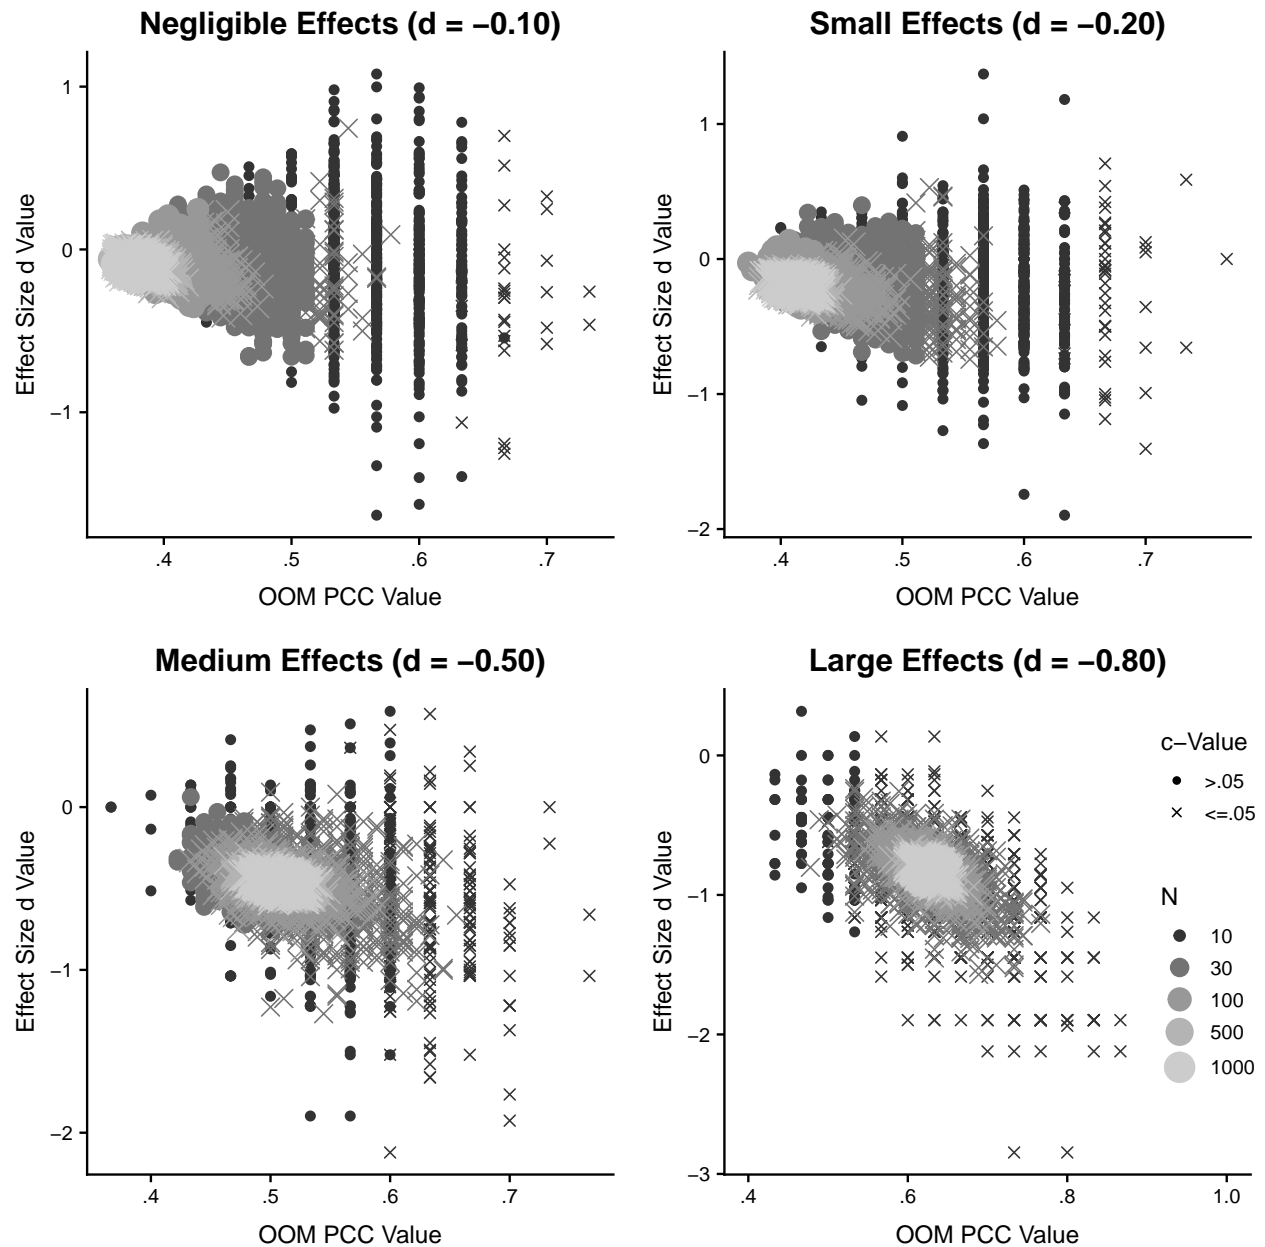 Negligible Effects (d = −0.10)
Effect Size d Value
1
0
−1
.4
.5
.6
.7
OOM PCC Value
Small Effects (d = −0.20)
Effect Size d Value
1
0
−1
−2
.4
.5
.6
.7
OOM PCC Value
Medium Effects (d = −0.50)
Effect Size d Value
0
−1
−2
.4
.5
.6
.7
OOM PCC Value
Large Effects (d = −0.80)
Effect Size d Value
0
−1
−2
−3
.4
.6
.8
1.0
OOM PCC Value
c−Value
>.05
<=.05
N
10
30
100
500
1000